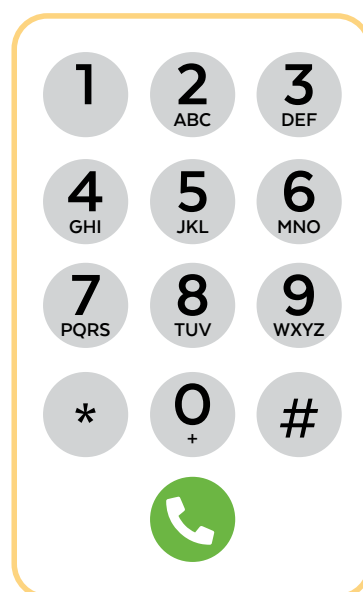 1 2 3
ABC DEF
4 5 6
GHI JKL MNO
7 8 9
PQRS TUV WXYZ
* 0 #
+